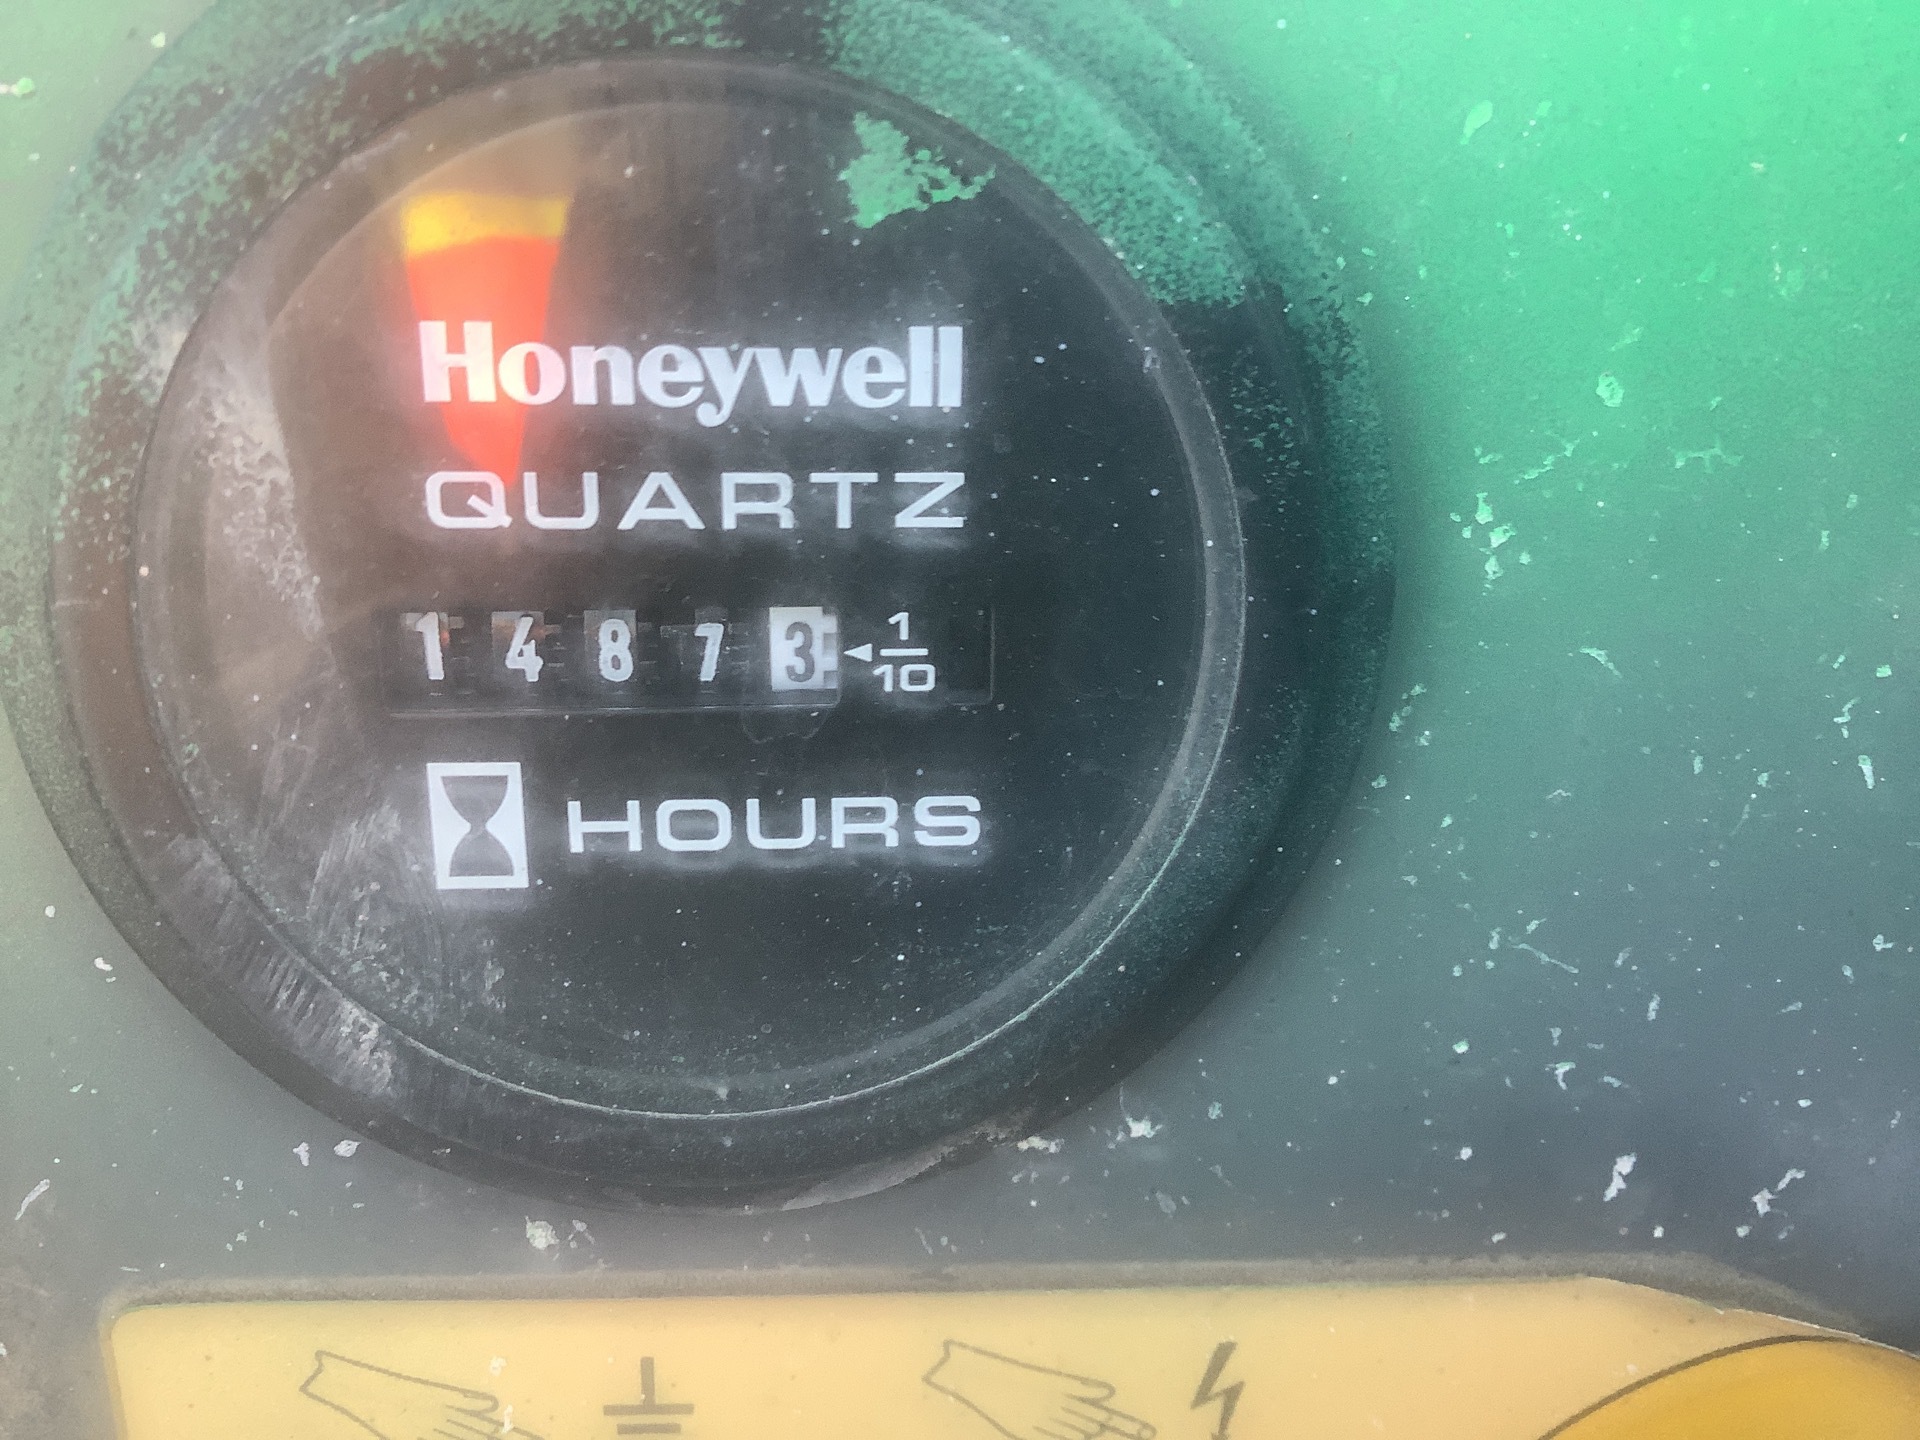 Honeywell
QUARTZ
1 4 8 7 3 ◄ 1/10
HOURS